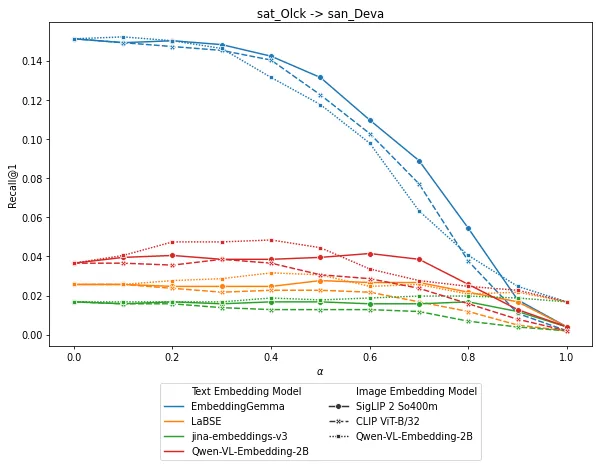 sat_Olck -> san_Deva
Recall@1
0.14
0.12
0.10
0.08
0.06
0.04
0.02
0.00
0.0 0.2 0.4 0.6 0.8 1.0
α
Text Embedding Model Image Embedding Model
EmbeddingGemma SigLIP 2 So400m
LaBSE CLIP ViT-B/32
jina-embeddings-v3 Qwen-VL-Embedding-2B
Qwen-VL-Embedding-2B